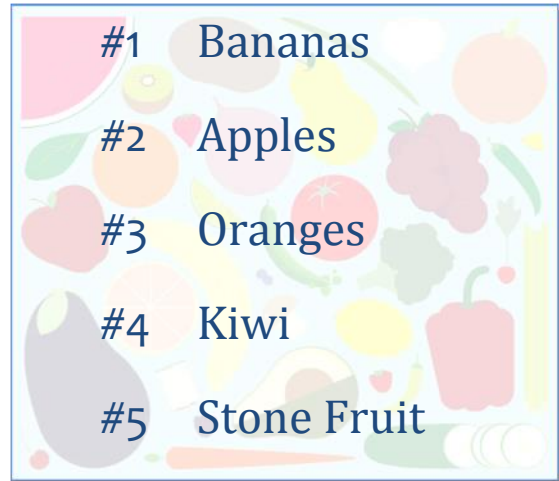 #1 Bananas
#2 Apples
#3 Oranges
#4 Kiwi
#5 Stone Fruit